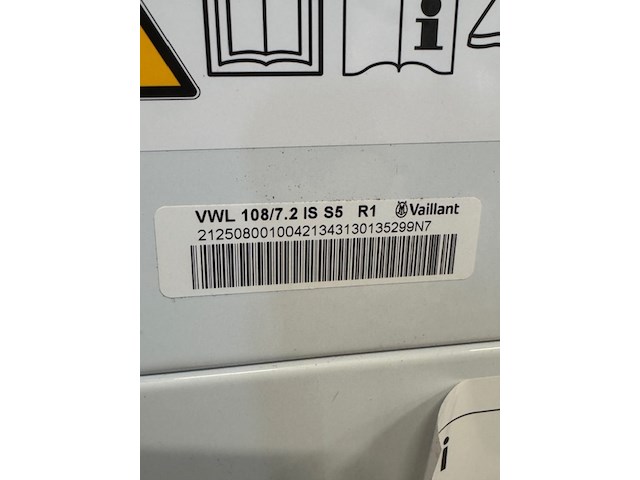 VWL 108/7.2 IS S5 R1 Vaillant
21250800100421343130135299N7
i